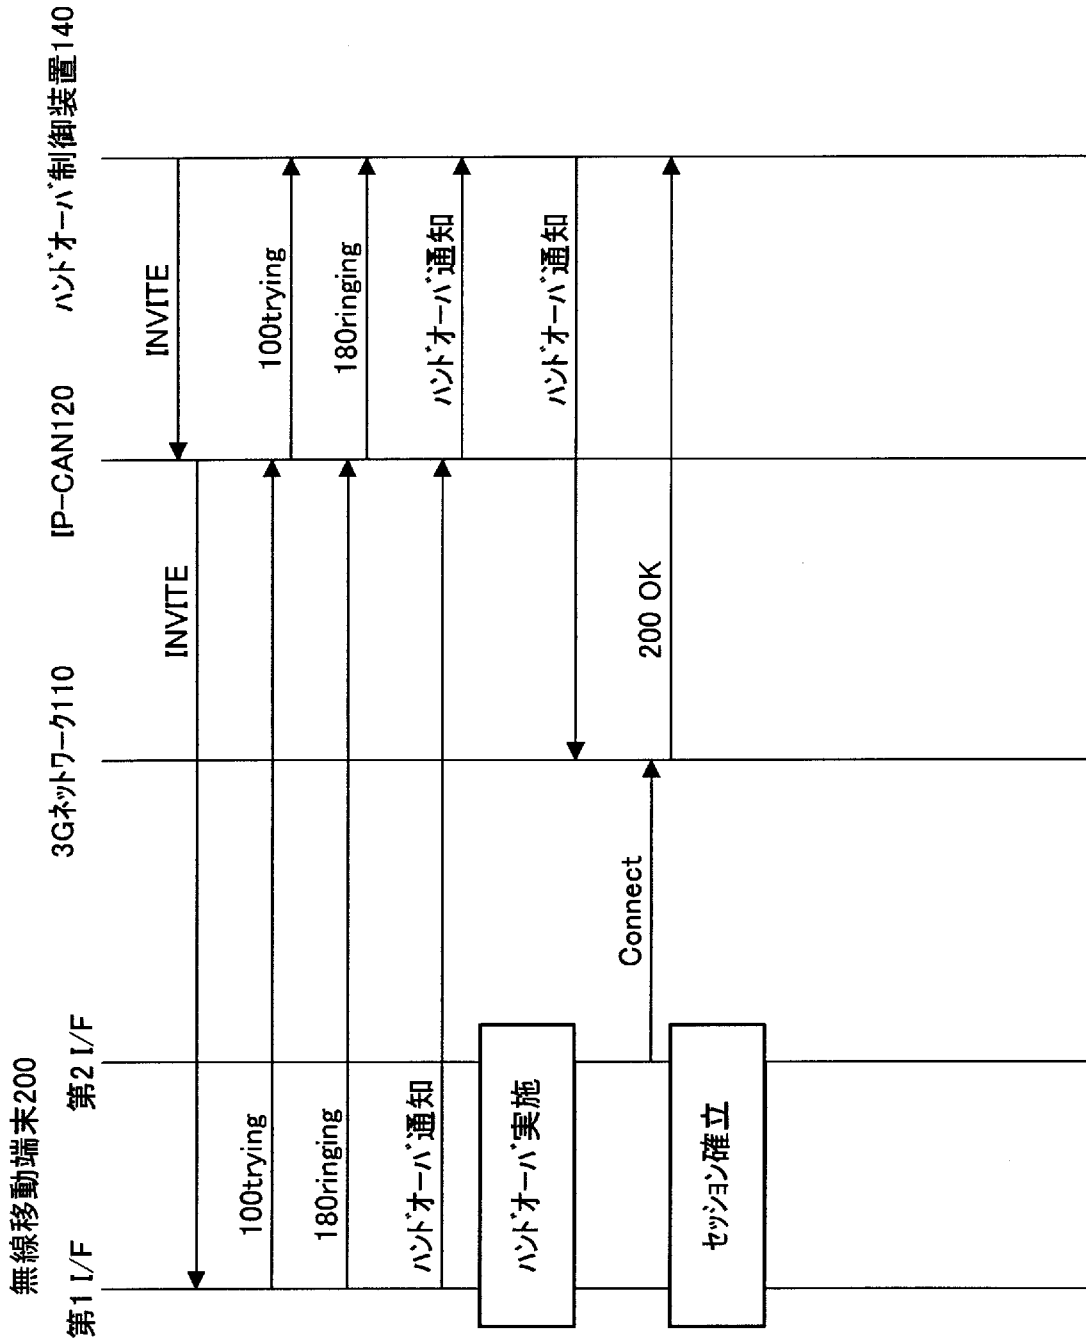 無線移動端末200
第1 I/F
第2 I/F
3Gネットワーク110
IP-CAN120
ハンドオーバ制御装置140
INVITE
INVITE
100trying
100trying
180ringing
180ringing
ハンドオーバ通知
ハンドオーバ通知
ハンドオーバ実施
ハンドオーバ通知
Connect
200 OK
セッション確立